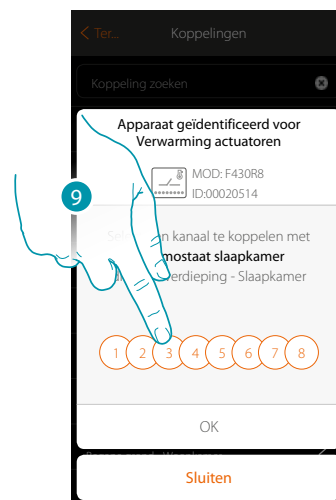 Ter...
Koppelingen
Koppeling zoeken
Apparaat geïdentificeerd voor
Verwarming actuatoren
MOD: F430R8
ID:00020514
9
n kanaal te koppelen met
mostaat slaapkamer
erdieping - Slaapkamer
1 2 3 4 5 6 7 8
OK
Sluiten